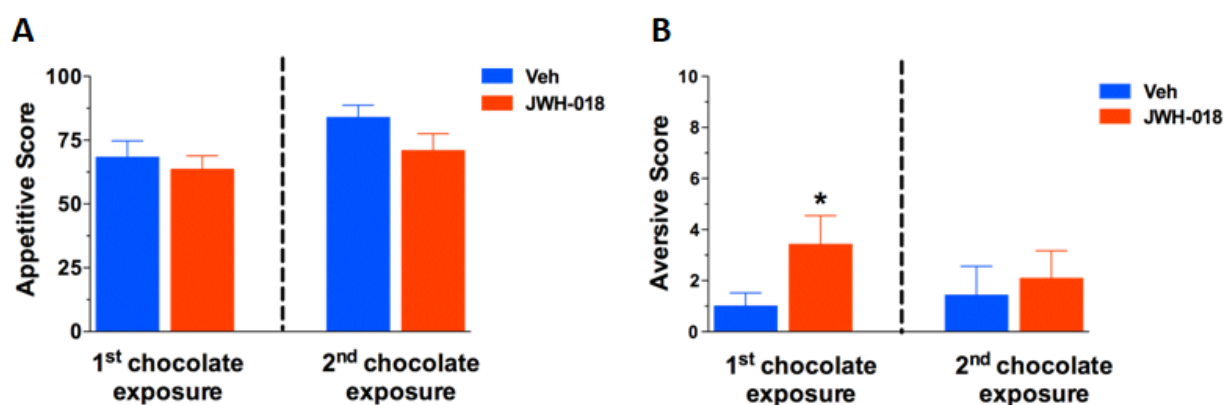 A
Appetitive Score
100
75
50
25
0
Veh
JWH-018
1st chocolate
exposure
2nd chocolate
exposure
B
Aversive Score
10
8
6
4
2
0
*
Veh
JWH-018
1st chocolate
exposure
2nd chocolate
exposure